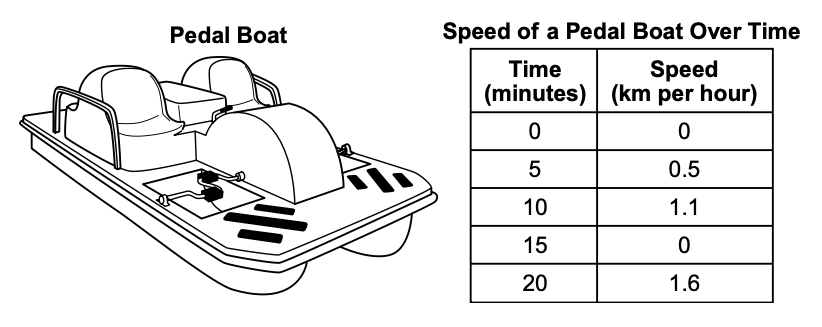 Pedal Boat
Speed of a Pedal Boat Over Time
Time (minutes) Speed (km per hour)
0 0
5 0.5
10 1.1
15 0
20 1.6